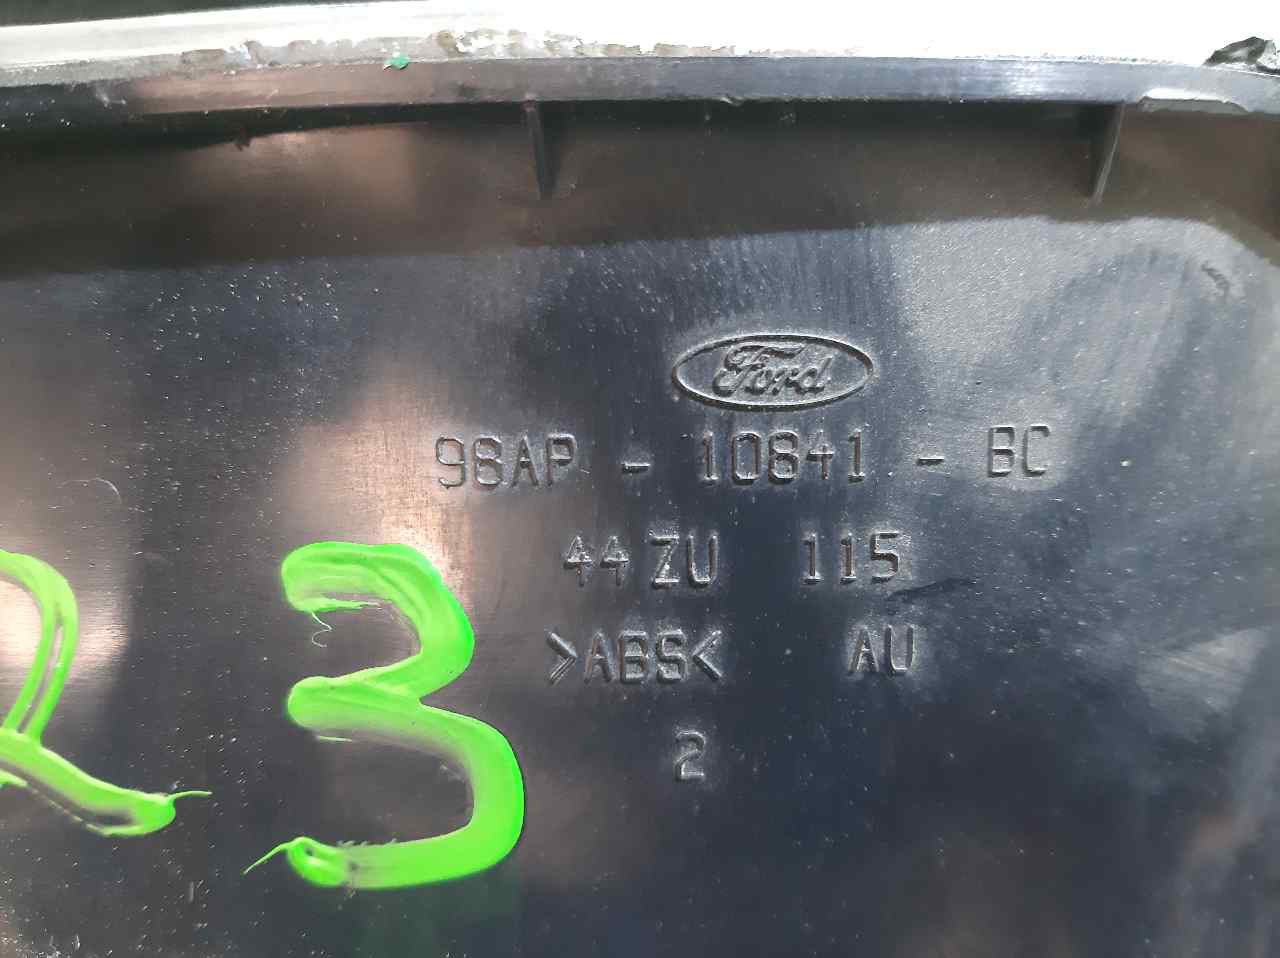 Ford
98AP - 10841 - BC
44 ZU 115
>ABS< AU
2
23